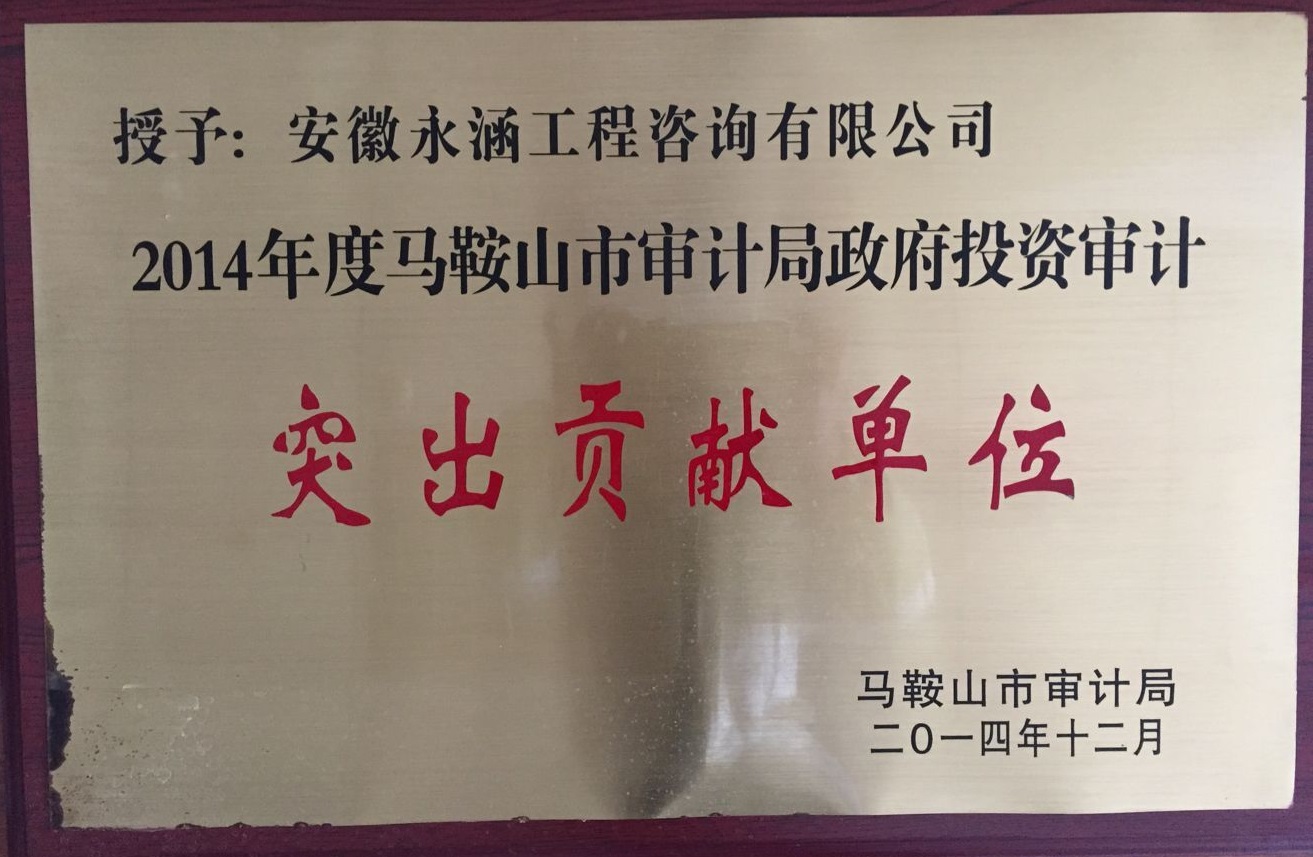 授予：安徽永涵工程咨询有限公司
2014年度马鞍山市审计局政府投资审计
突出贡献单位
马鞍山市审计局
二〇一四年十二月